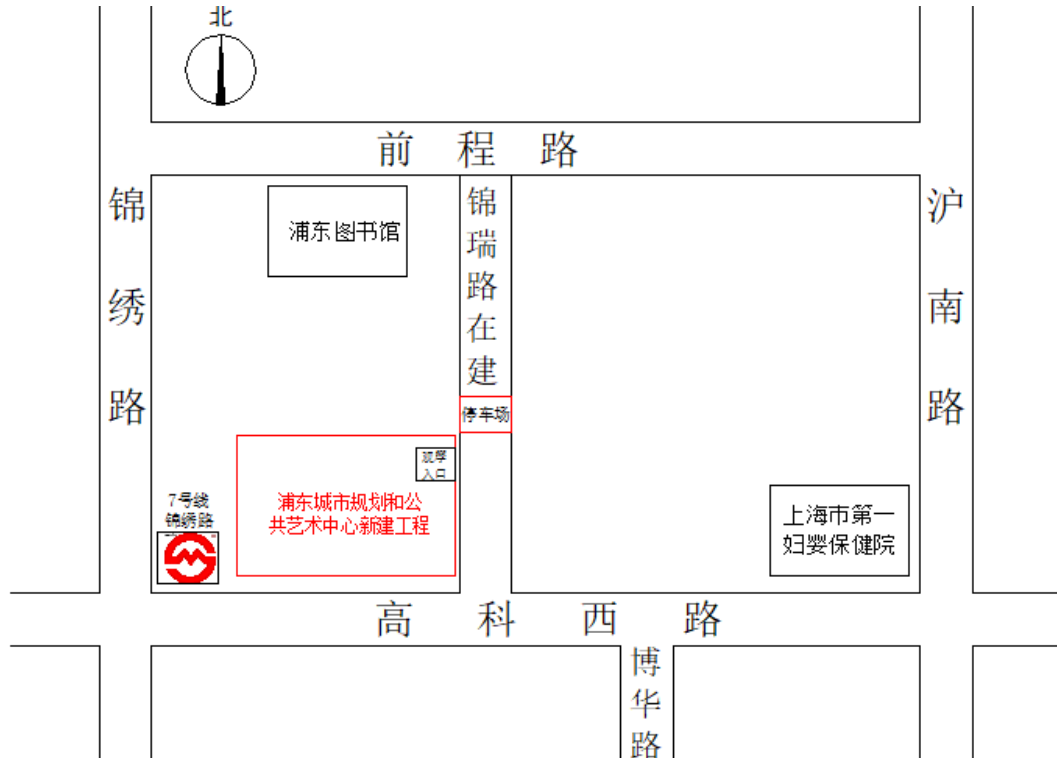 北
前程路
锦绣路
浦东图书馆
锦瑞路在建
沪南路
停车场
观摩
入口
浦东城市规划和公
共艺术中心新建工程
7号线
锦绣路
上海市第一
妇婴保健院
高科西路
博华路